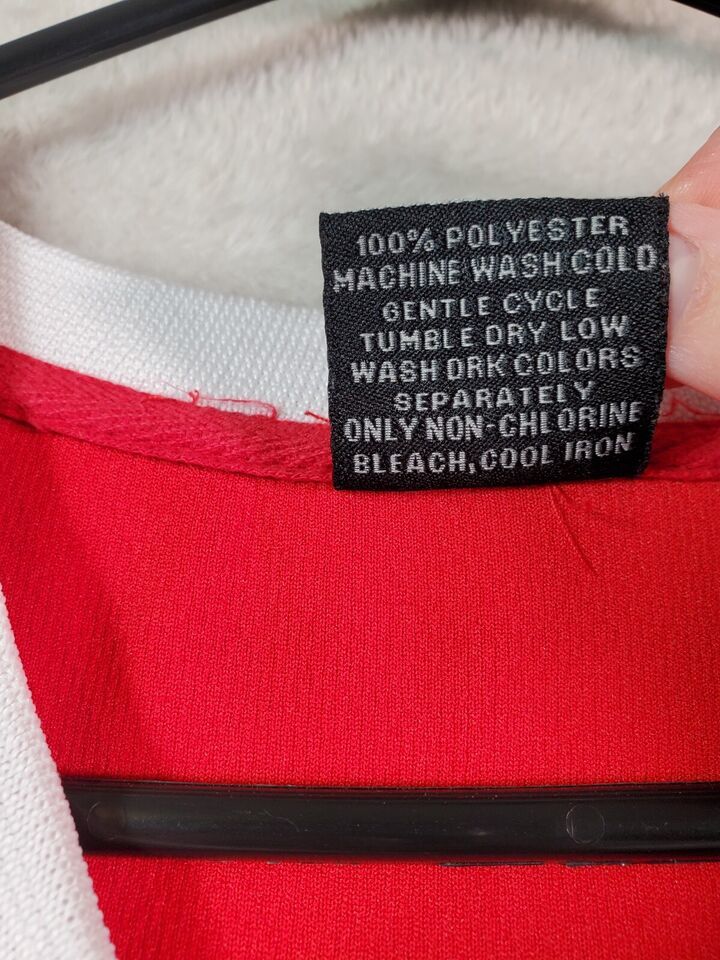 100% POLYESTER
MACHINE WASH COLD
GENTLE CYCLE
TUMBLE DRY LOW
WASH DRK COLORS
SEPARATELY
ONLY NON-CHLORINE
BLEACH, COOL IRON